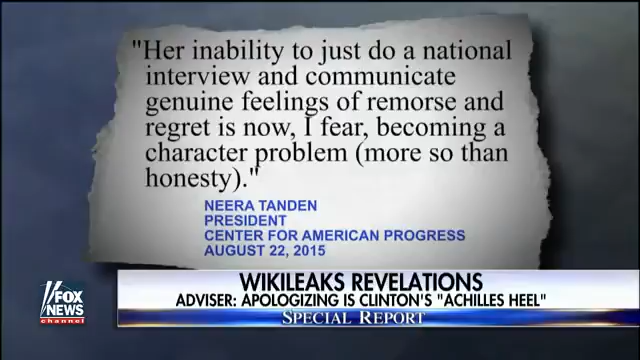 "Her inability to just do a national
interview and communicate
genuine feelings of remorse and
regret is now, I fear, becoming a
character problem (more so than
honesty)."
NEERA TANDEN
PRESIDENT
CENTER FOR AMERICAN PROGRESS
AUGUST 22, 2015
WIKILEAKS REVELATIONS
ADVISER: APOLOGIZING IS CLINTON'S "ACHILLES HEEL"
SPECIAL REPORT
FOX
NEWS
channel